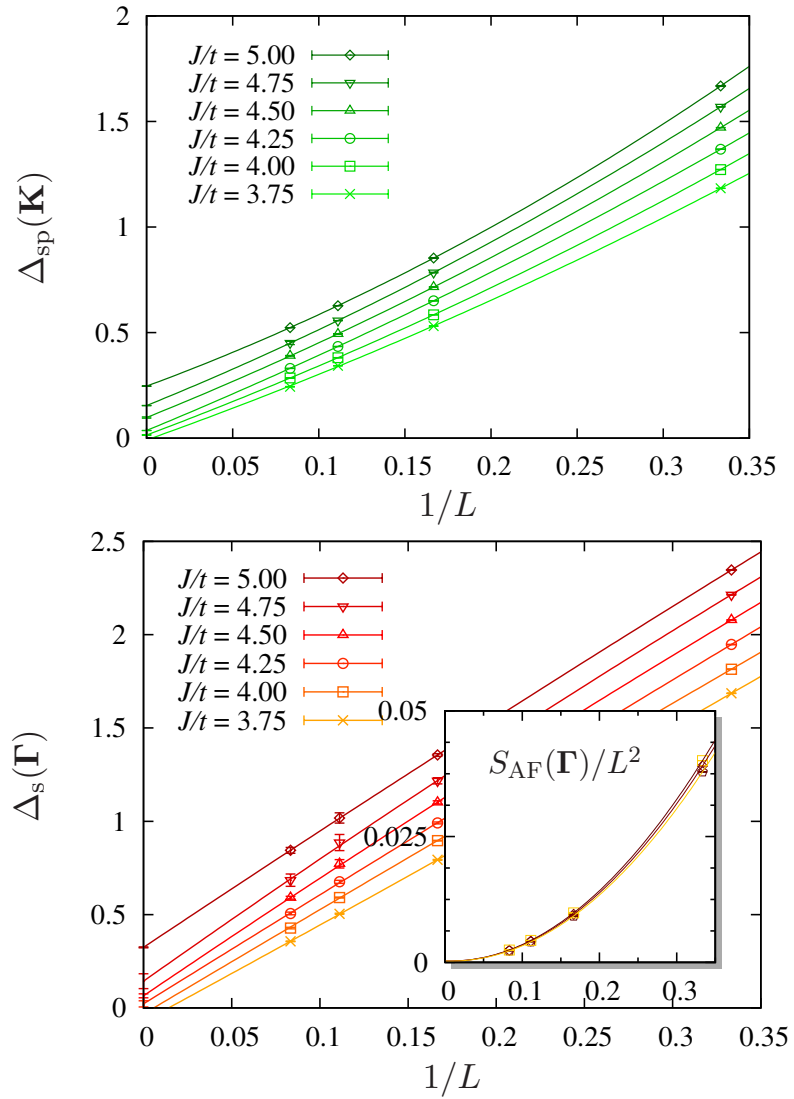 2
1.5
1
0.5
0
Δsp(K)
J/t = 5.00
J/t = 4.75
J/t = 4.50
J/t = 4.25
J/t = 4.00
J/t = 3.75
0 0.05 0.1 0.15 0.2 0.25 0.3 0.35
1/L
2.5
2
1.5
1
0.5
0
Δs(Γ)
J/t = 5.00
J/t = 4.75
J/t = 4.50
J/t = 4.25
J/t = 4.00
J/t = 3.75
0.05
0.025
0
SAF(Γ)/L²
0 0.1 0.2 0.3
0 0.05 0.1 0.15 0.2 0.25 0.3 0.35
1/L